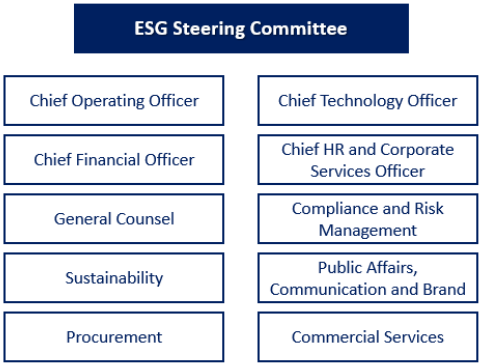 ESG Steering Committee
Chief Operating Officer
Chief Technology Officer
Chief Financial Officer
Chief HR and Corporate
Services Officer
General Counsel
Compliance and Risk
Management
Sustainability
Public Affairs,
Communication and Brand
Procurement
Commercial Services